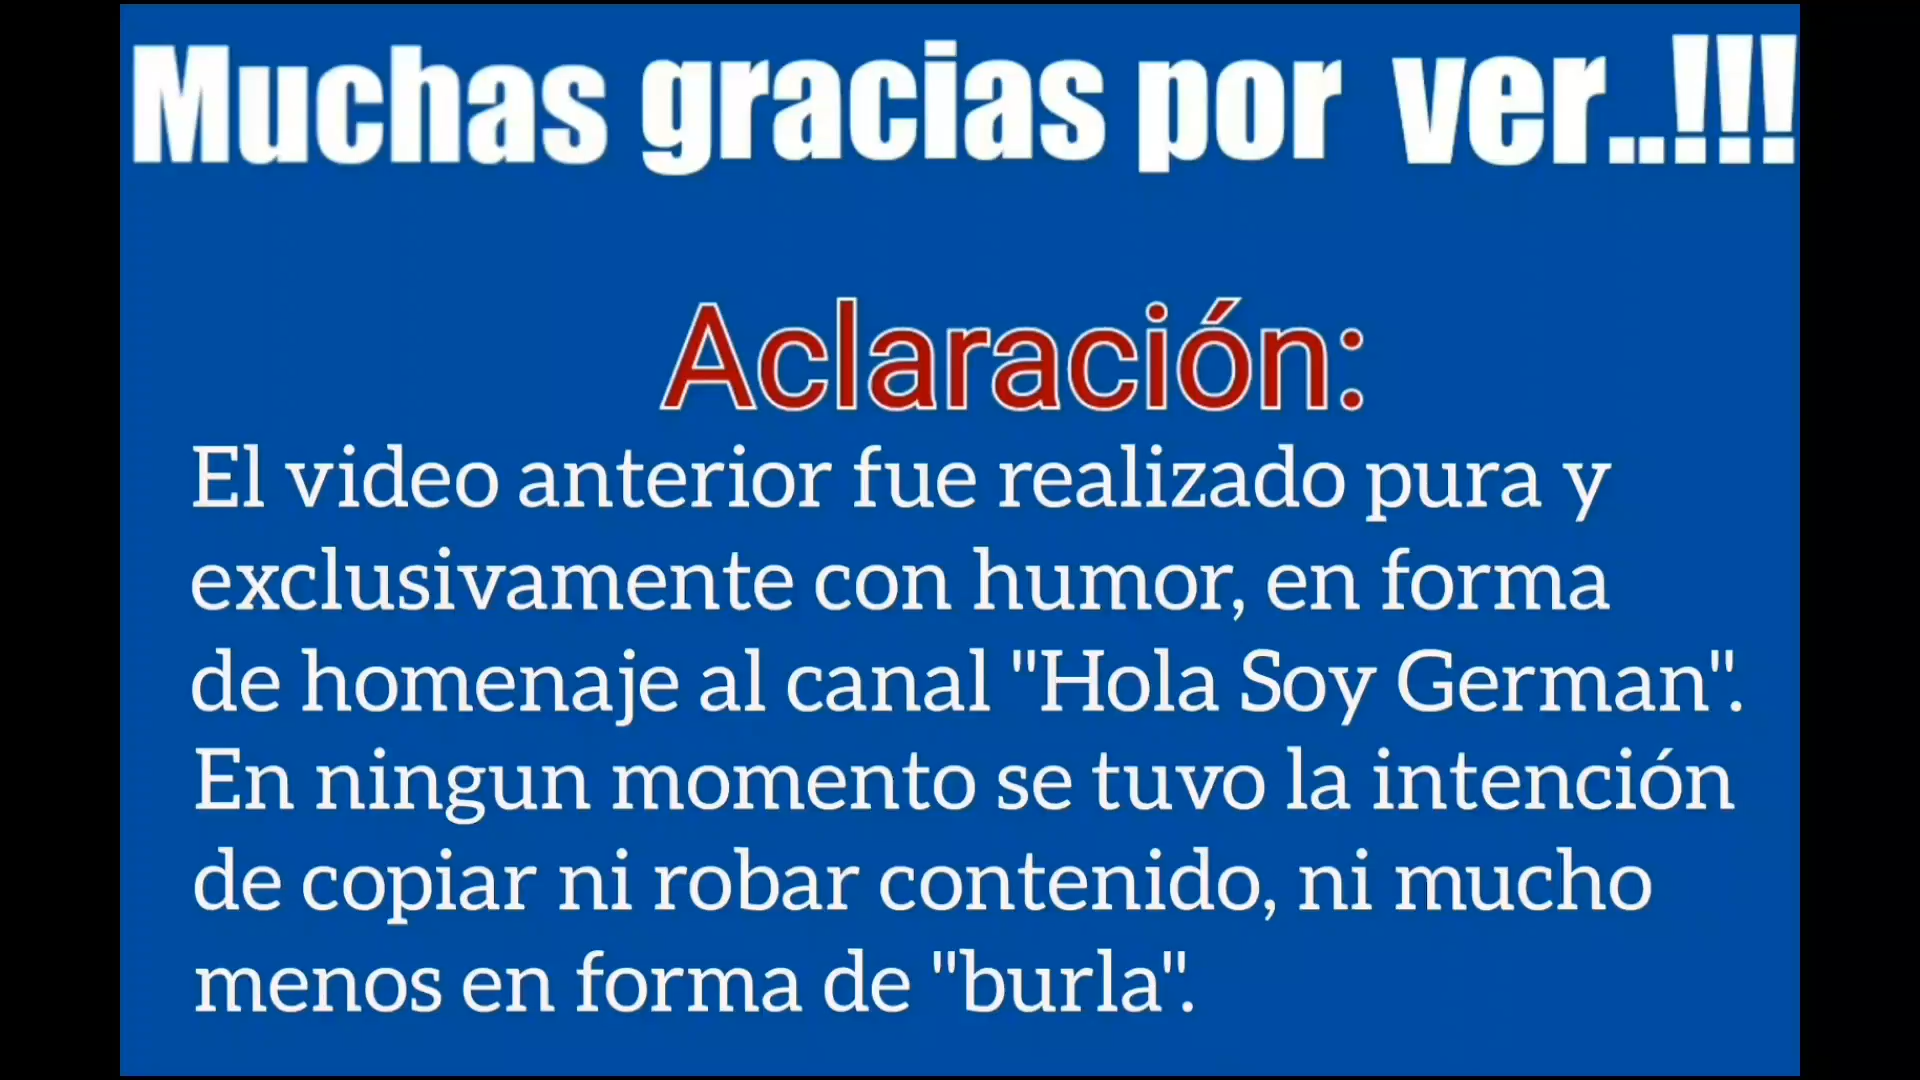 Muchas gracias por ver..!!!
Aclaración:
El video anterior fue realizado pura y
exclusivamente con humor, en forma
de homenaje al canal "Hola Soy German".
En ningun momento se tuvo la intención
de copiar ni robar contenido, ni mucho
menos en forma de "burla".